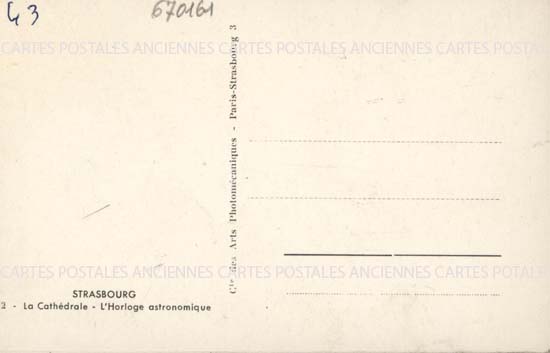 43
670161
CARTES POSTALES ANCIENNES CARTES POSTALES ANCIENNES CARTES POSTALES
Cie des Arts Photomécaniques - Paris-Strasbourg 3
CARTES POSTALES ANCIENNES CARTES POSTALES ANCIENNES CARTES POSTALES
STRASBOURG
2 - La Cathédrale - L'Horloge astronomique